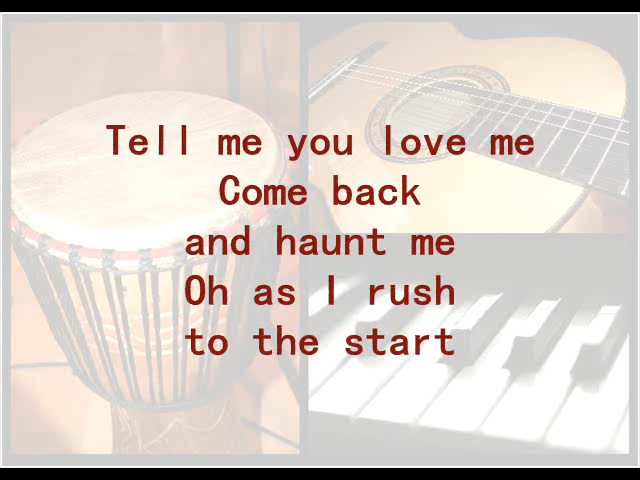 Tell me you love me
Come back
and haunt me
Oh as I rush
to the start